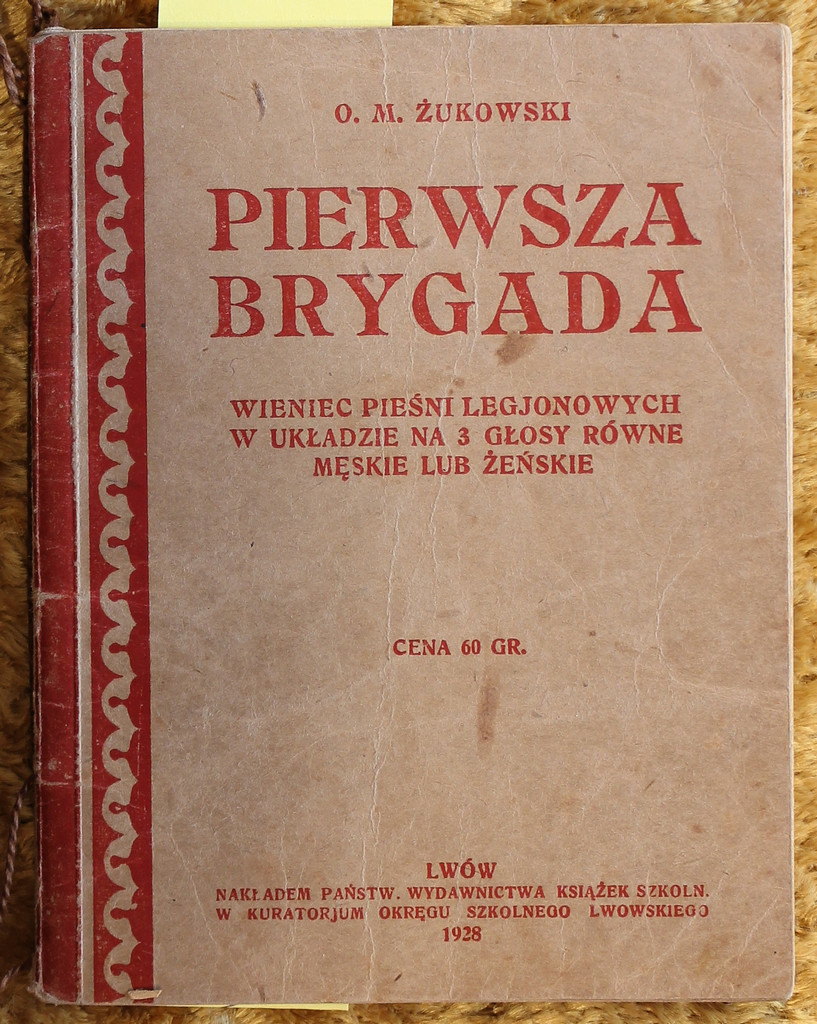 O. M. ŻUKOWSKI
PIERWSZA
BRYGADA
WIENIEC PIEŚNI LEGJONOWYCH
W UKŁADZIE NA 3 GŁOSY RÓWNE
MĘSKIE LUB ŻEŃSKIE
CENA 60 GR.
LWÓW
NAKŁADEM PAŃSTW. WYDAWNICTWA KSIĄŻEK SZKOLN.
W KURATORJUM OKRĘGU SZKOLNEGO LWOWSKIEGO
1928